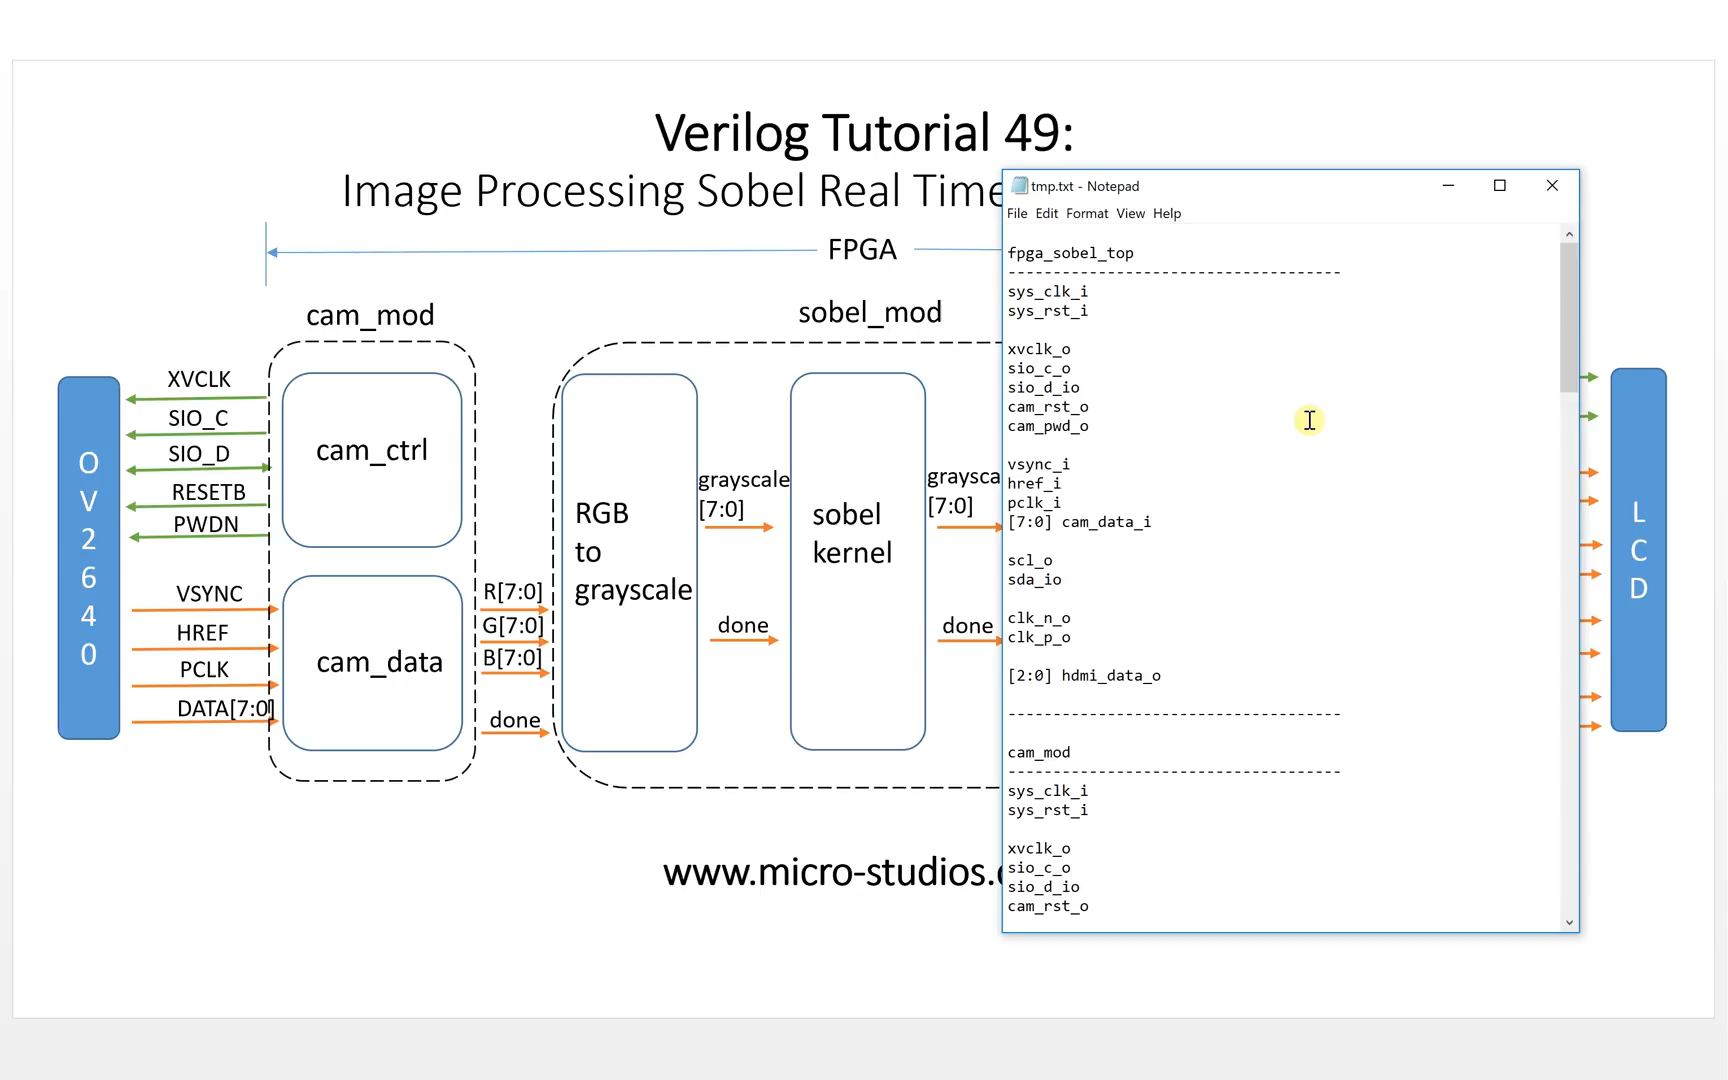 Verilog Tutorial 49:
Image Processing Sobel Real Time
FPGA
cam_mod
sobel_mod
XVCLK
SIO_C
SIO_D
RESETB
PWDN
VSYNC
HREF
PCLK
DATA[7:0]
O
V
2
6
4
0
cam_ctrl
cam_data
R[7:0]
G[7:0]
B[7:0]
done
RGB
to
grayscale
grayscale
[7:0]
done
sobel
kernel
graysca
[7:0]
done
L
C
D
www.micro-studios.c
tmp.txt - Notepad
File Edit Format View Help
fpga_sobel_top
-------------------------------------
sys_clk_i
sys_rst_i
xvclk_o
sio_c_o
sio_d_io
cam_rst_o
cam_pwd_o
vsync_i
href_i
pclk_i
[7:0] cam_data_i
scl_o
sda_io
clk_n_o
clk_p_o
[2:0] hdmi_data_o
-------------------------------------
cam_mod
-------------------------------------
sys_clk_i
sys_rst_i
xvclk_o
sio_c_o
sio_d_io
cam_rst_o